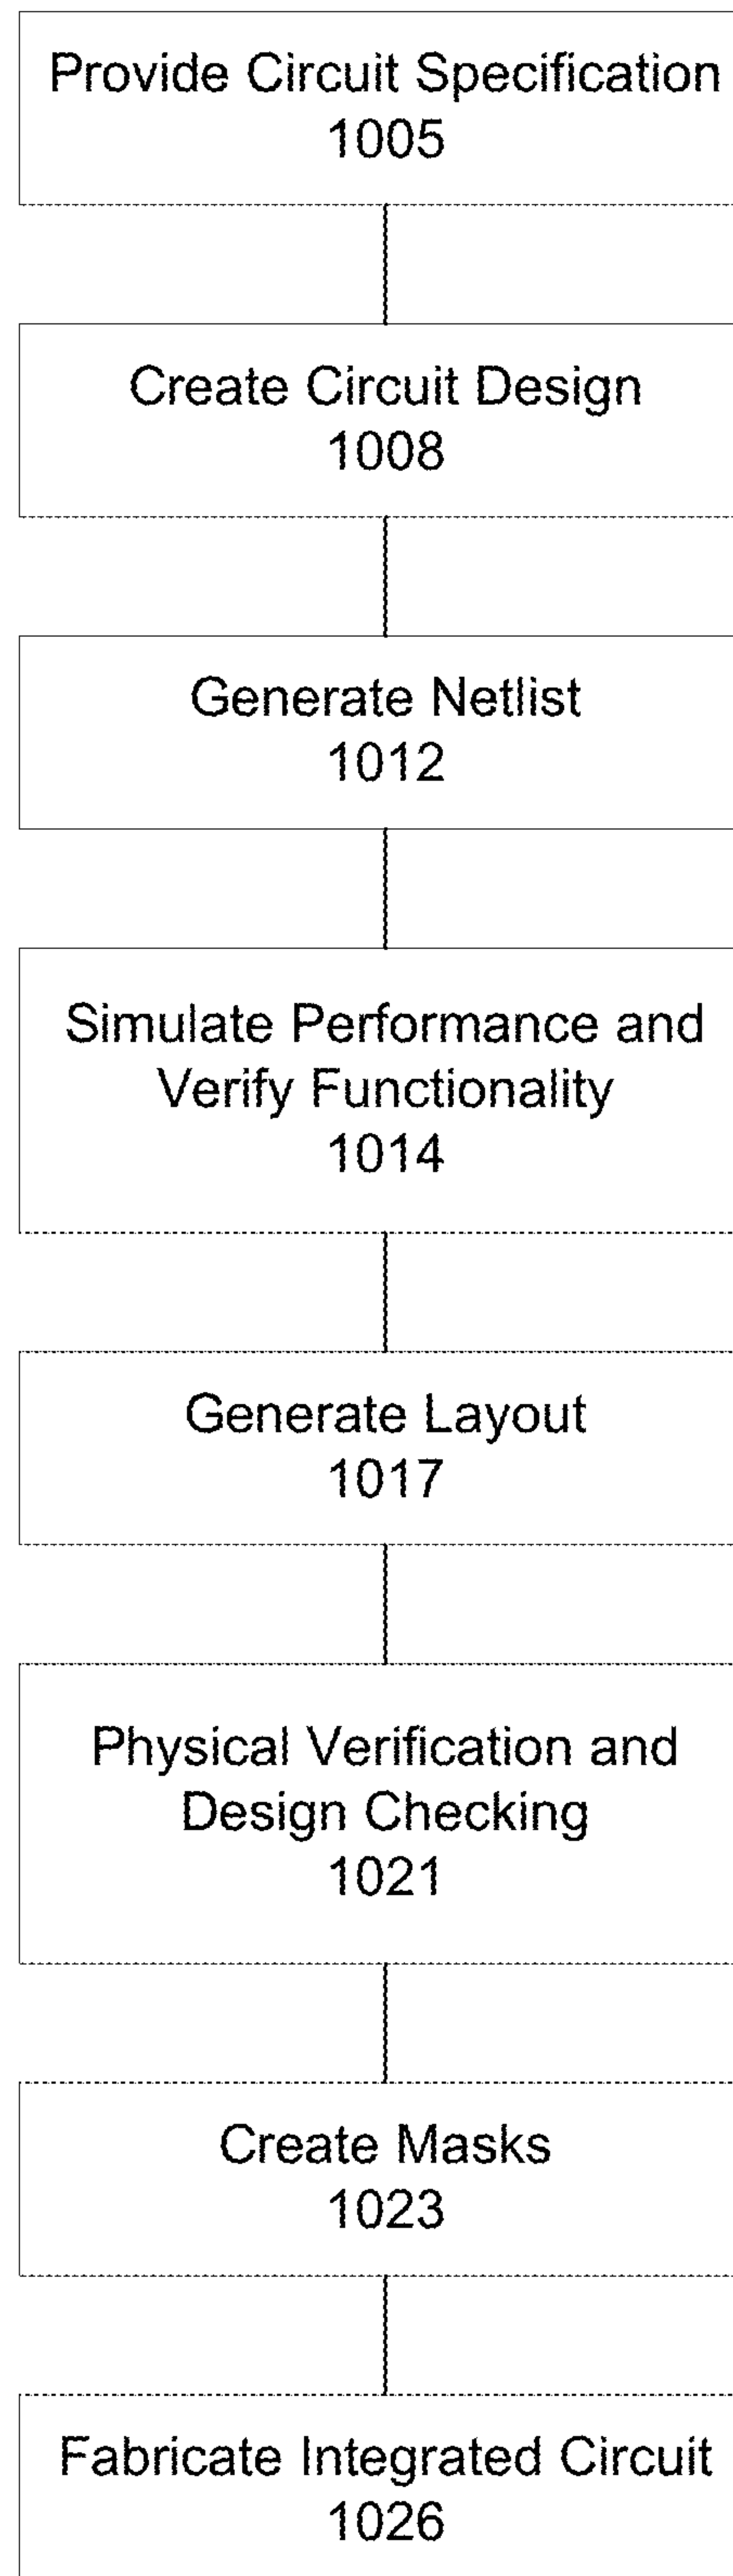 Provide Circuit Specification
1005
Create Circuit Design
1008
Generate Netlist
1012
Simulate Performance and
Verify Functionality
1014
Generate Layout
1017
Physical Verification and
Design Checking
1021
Create Masks
1023
Fabricate Integrated Circuit
1026